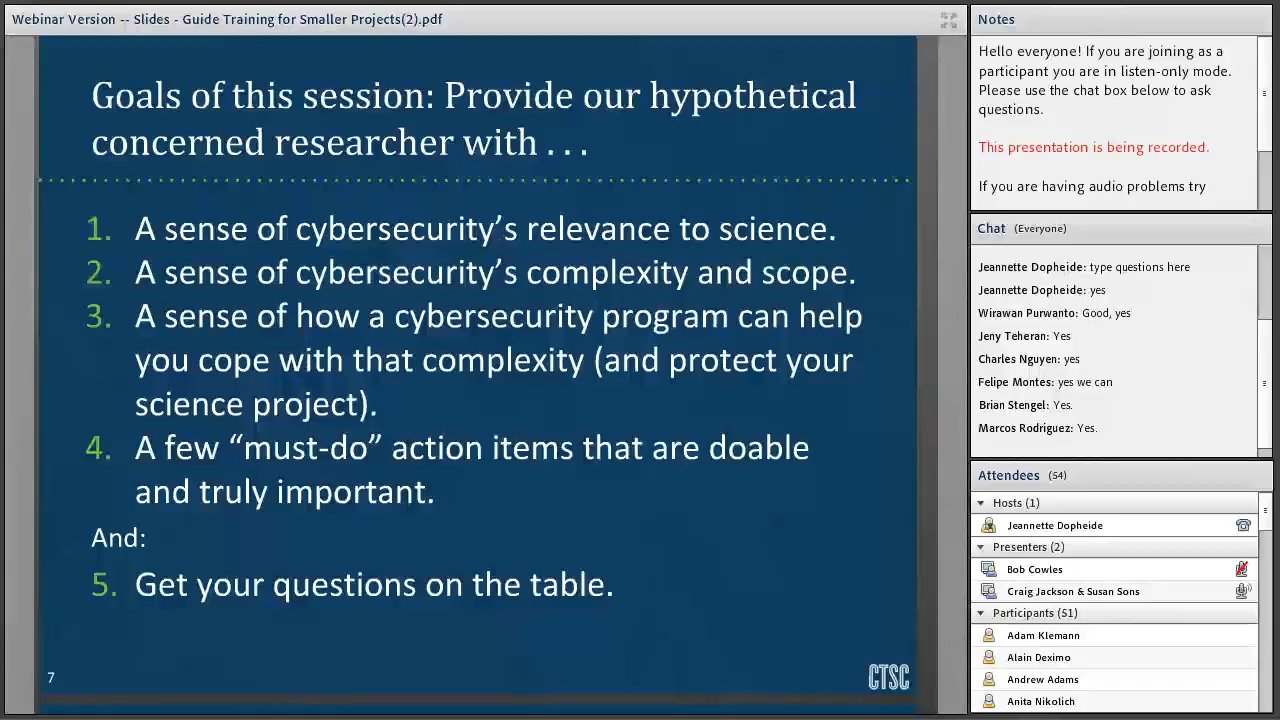 Webinar Version -- Slides - Guide Training for Smaller Projects(2).pdf
Goals of this session: Provide our hypothetical
concerned researcher with . . .
1. A sense of cybersecurity’s relevance to science.
2. A sense of cybersecurity’s complexity and scope.
3. A sense of how a cybersecurity program can help
you cope with that complexity (and protect your
science project).
4. A few “must-do” action items that are doable
and truly important.
And:
5. Get your questions on the table.
7
CTSC
Notes
Hello everyone! If you are joining as a
participant you are in listen-only mode.
Please use the chat box below to ask
questions.
This presentation is being recorded.
If you are having audio problems try
Chat (Everyone)
Jeannette Dopheide: type questions here
Jeannette Dopheide: yes
Wirawan Purwanto: Good, yes
Jeny Teheran: Yes
Charles Nguyen: yes
Felipe Montes: yes we can
Brian Stengel: Yes.
Marcos Rodriguez: Yes.
Attendees (54)
Hosts (1)
Jeannette Dopheide
Presenters (2)
Bob Cowles
Craig Jackson & Susan Sons
Participants (51)
Adam Klemann
Alain Deximo
Andrew Adams
Anita Nikolich